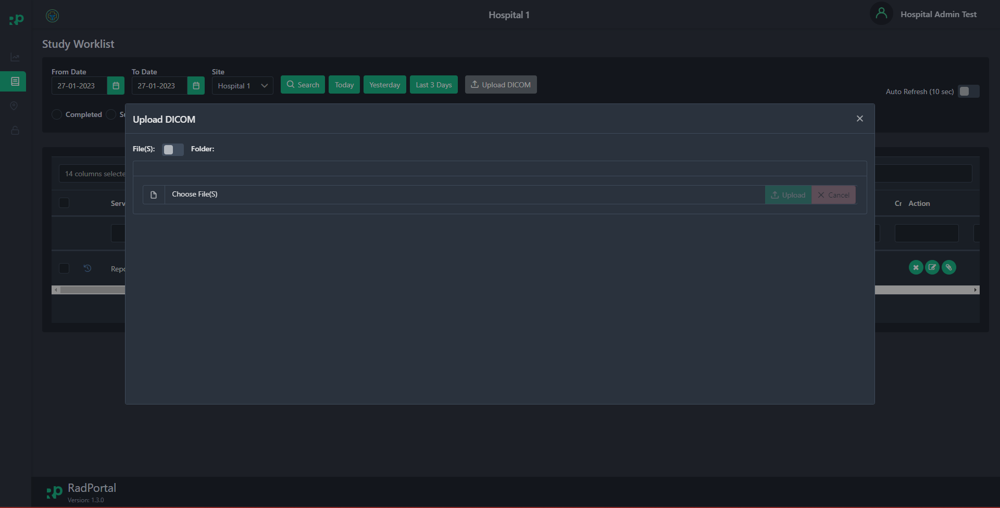 Hospital 1
Hospital Admin Test
Study Worklist
From Date
To Date
Site
27-01-2023
27-01-2023
Hospital 1
Search
Today
Yesterday
Last 3 Days
Upload DICOM
Auto Refresh (10 sec)
Completed
Upload DICOM
File(S):
Folder:
14 columns selecte
Choose File(S)
Upload
Cancel
Serv
Cr
Action
Repo
RadPortal
Version: 1.3.0